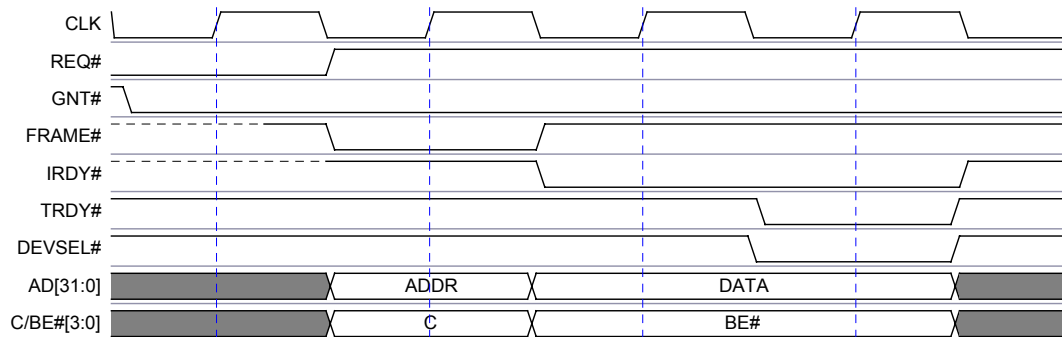 CLK
REQ#
GNT#
FRAME#
IRDY#
TRDY#
DEVSEL#
AD[31:0] ADDR DATA
C/BE#[3:0] C BE#